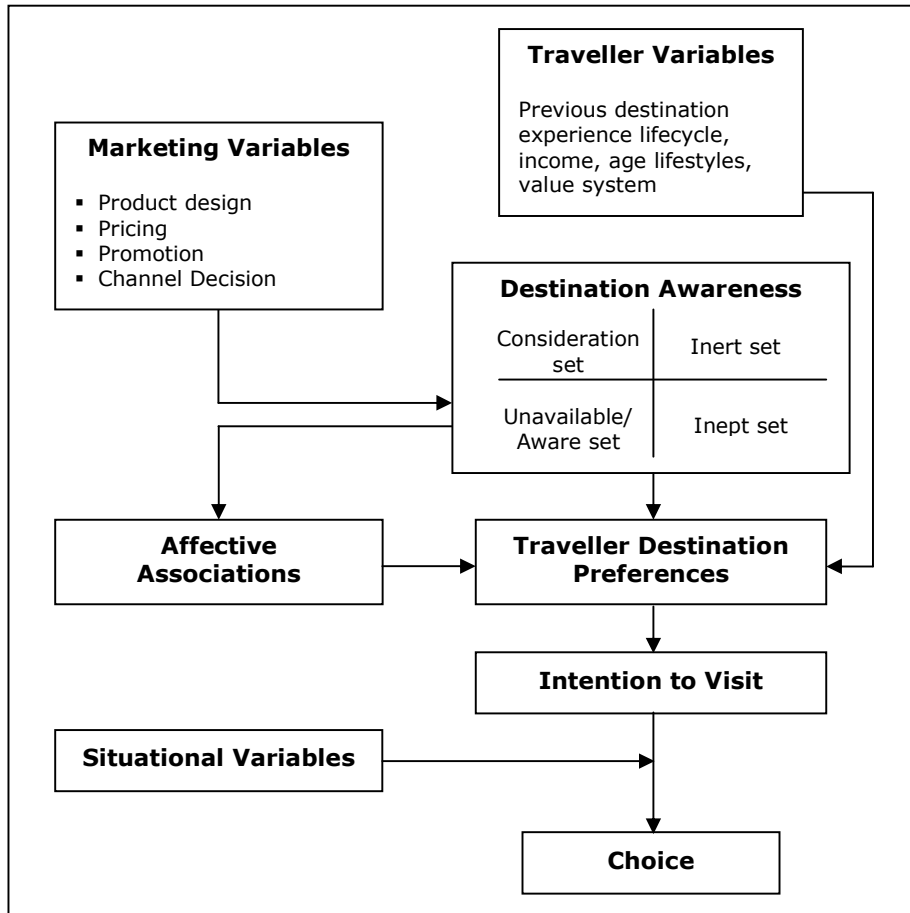 Traveller Variables
Previous destination
experience lifecycle,
income, age lifestyles,
value system
Marketing Variables
▪ Product design
▪ Pricing
▪ Promotion
▪ Channel Decision
Destination Awareness
Consideration
set
Inert set
Unavailable/
Aware set
Inept set
Affective
Associations
Traveller Destination
Preferences
Intention to Visit
Situational Variables
Choice